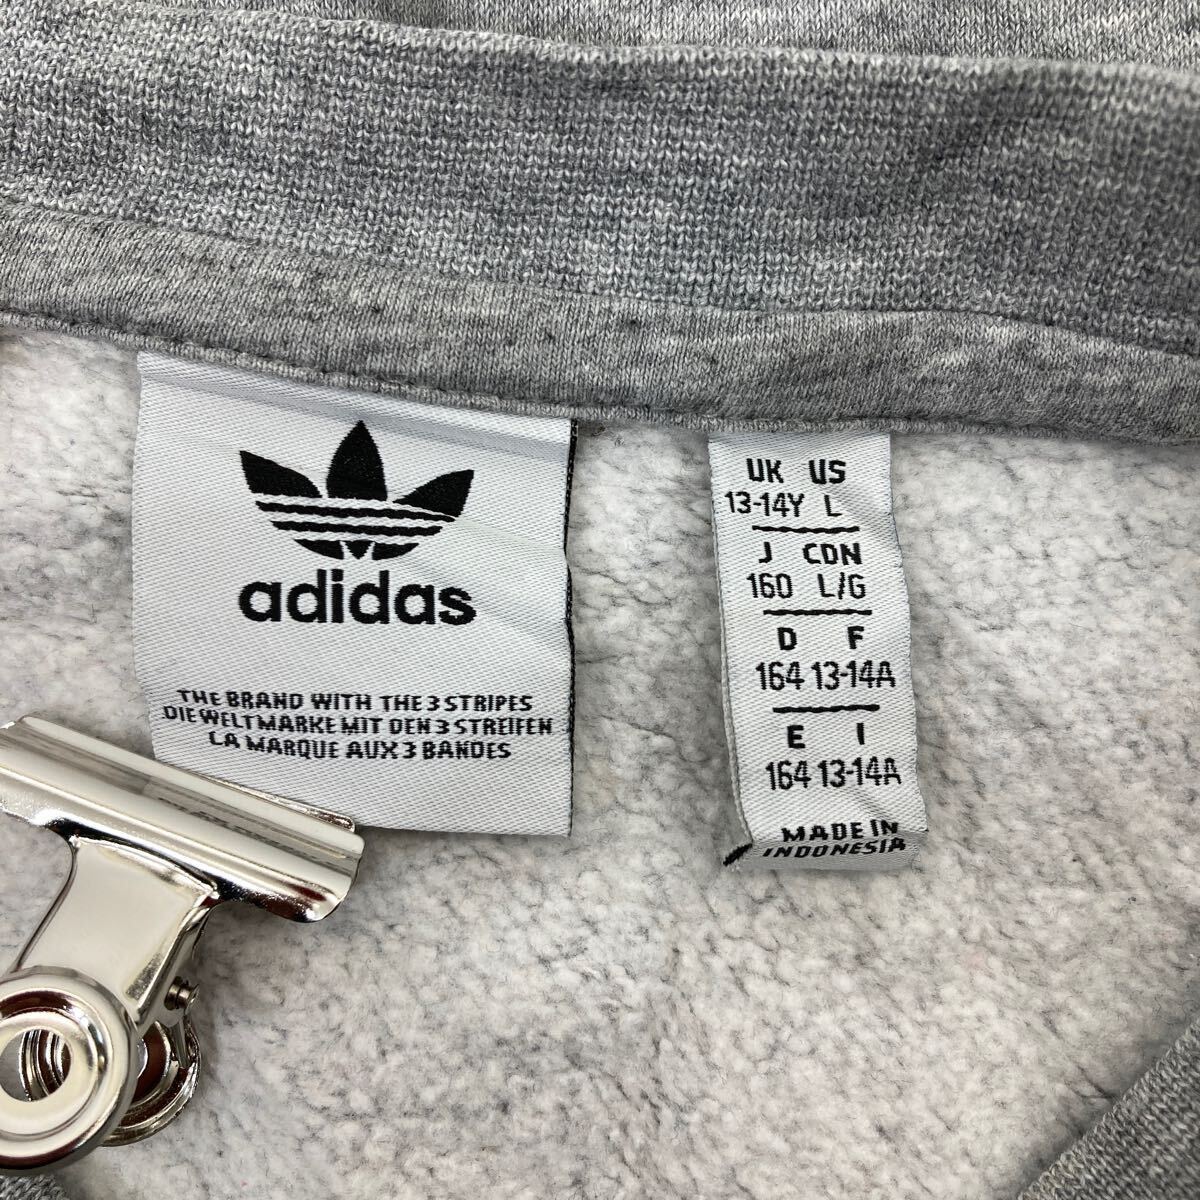 adidas
THE BRAND WITH THE 3 STRIPES
DIE WELTMARKE MIT DEN 3 STREIFEN
LA MARQUE AUX 3 BANDES
UK US
13-14Y L
J CDN
160 L/G
D F
164 13-14A
E I
164 13-14A
MADE IN
INDONESIA